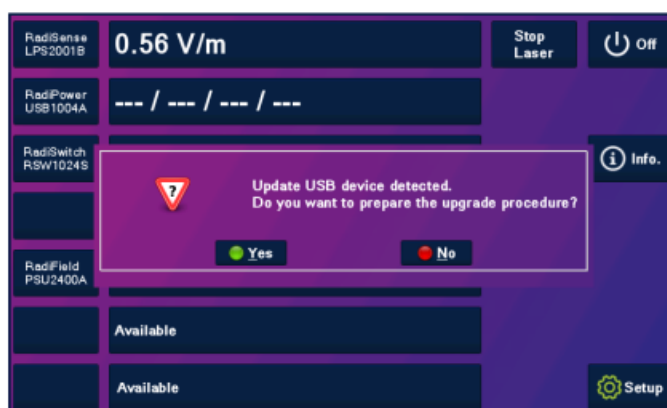 RadiSense
LPS2001B
0.56 V/m
Stop
Laser
Off
RadiPower
USB1004A
--- / --- / --- / ---
RadiSwitch
RSW1024S
Info.
?
Update USB device detected.
Do you want to prepare the upgrade procedure?
Yes
No
RadiField
PSU2400A
Available
Available
Setup